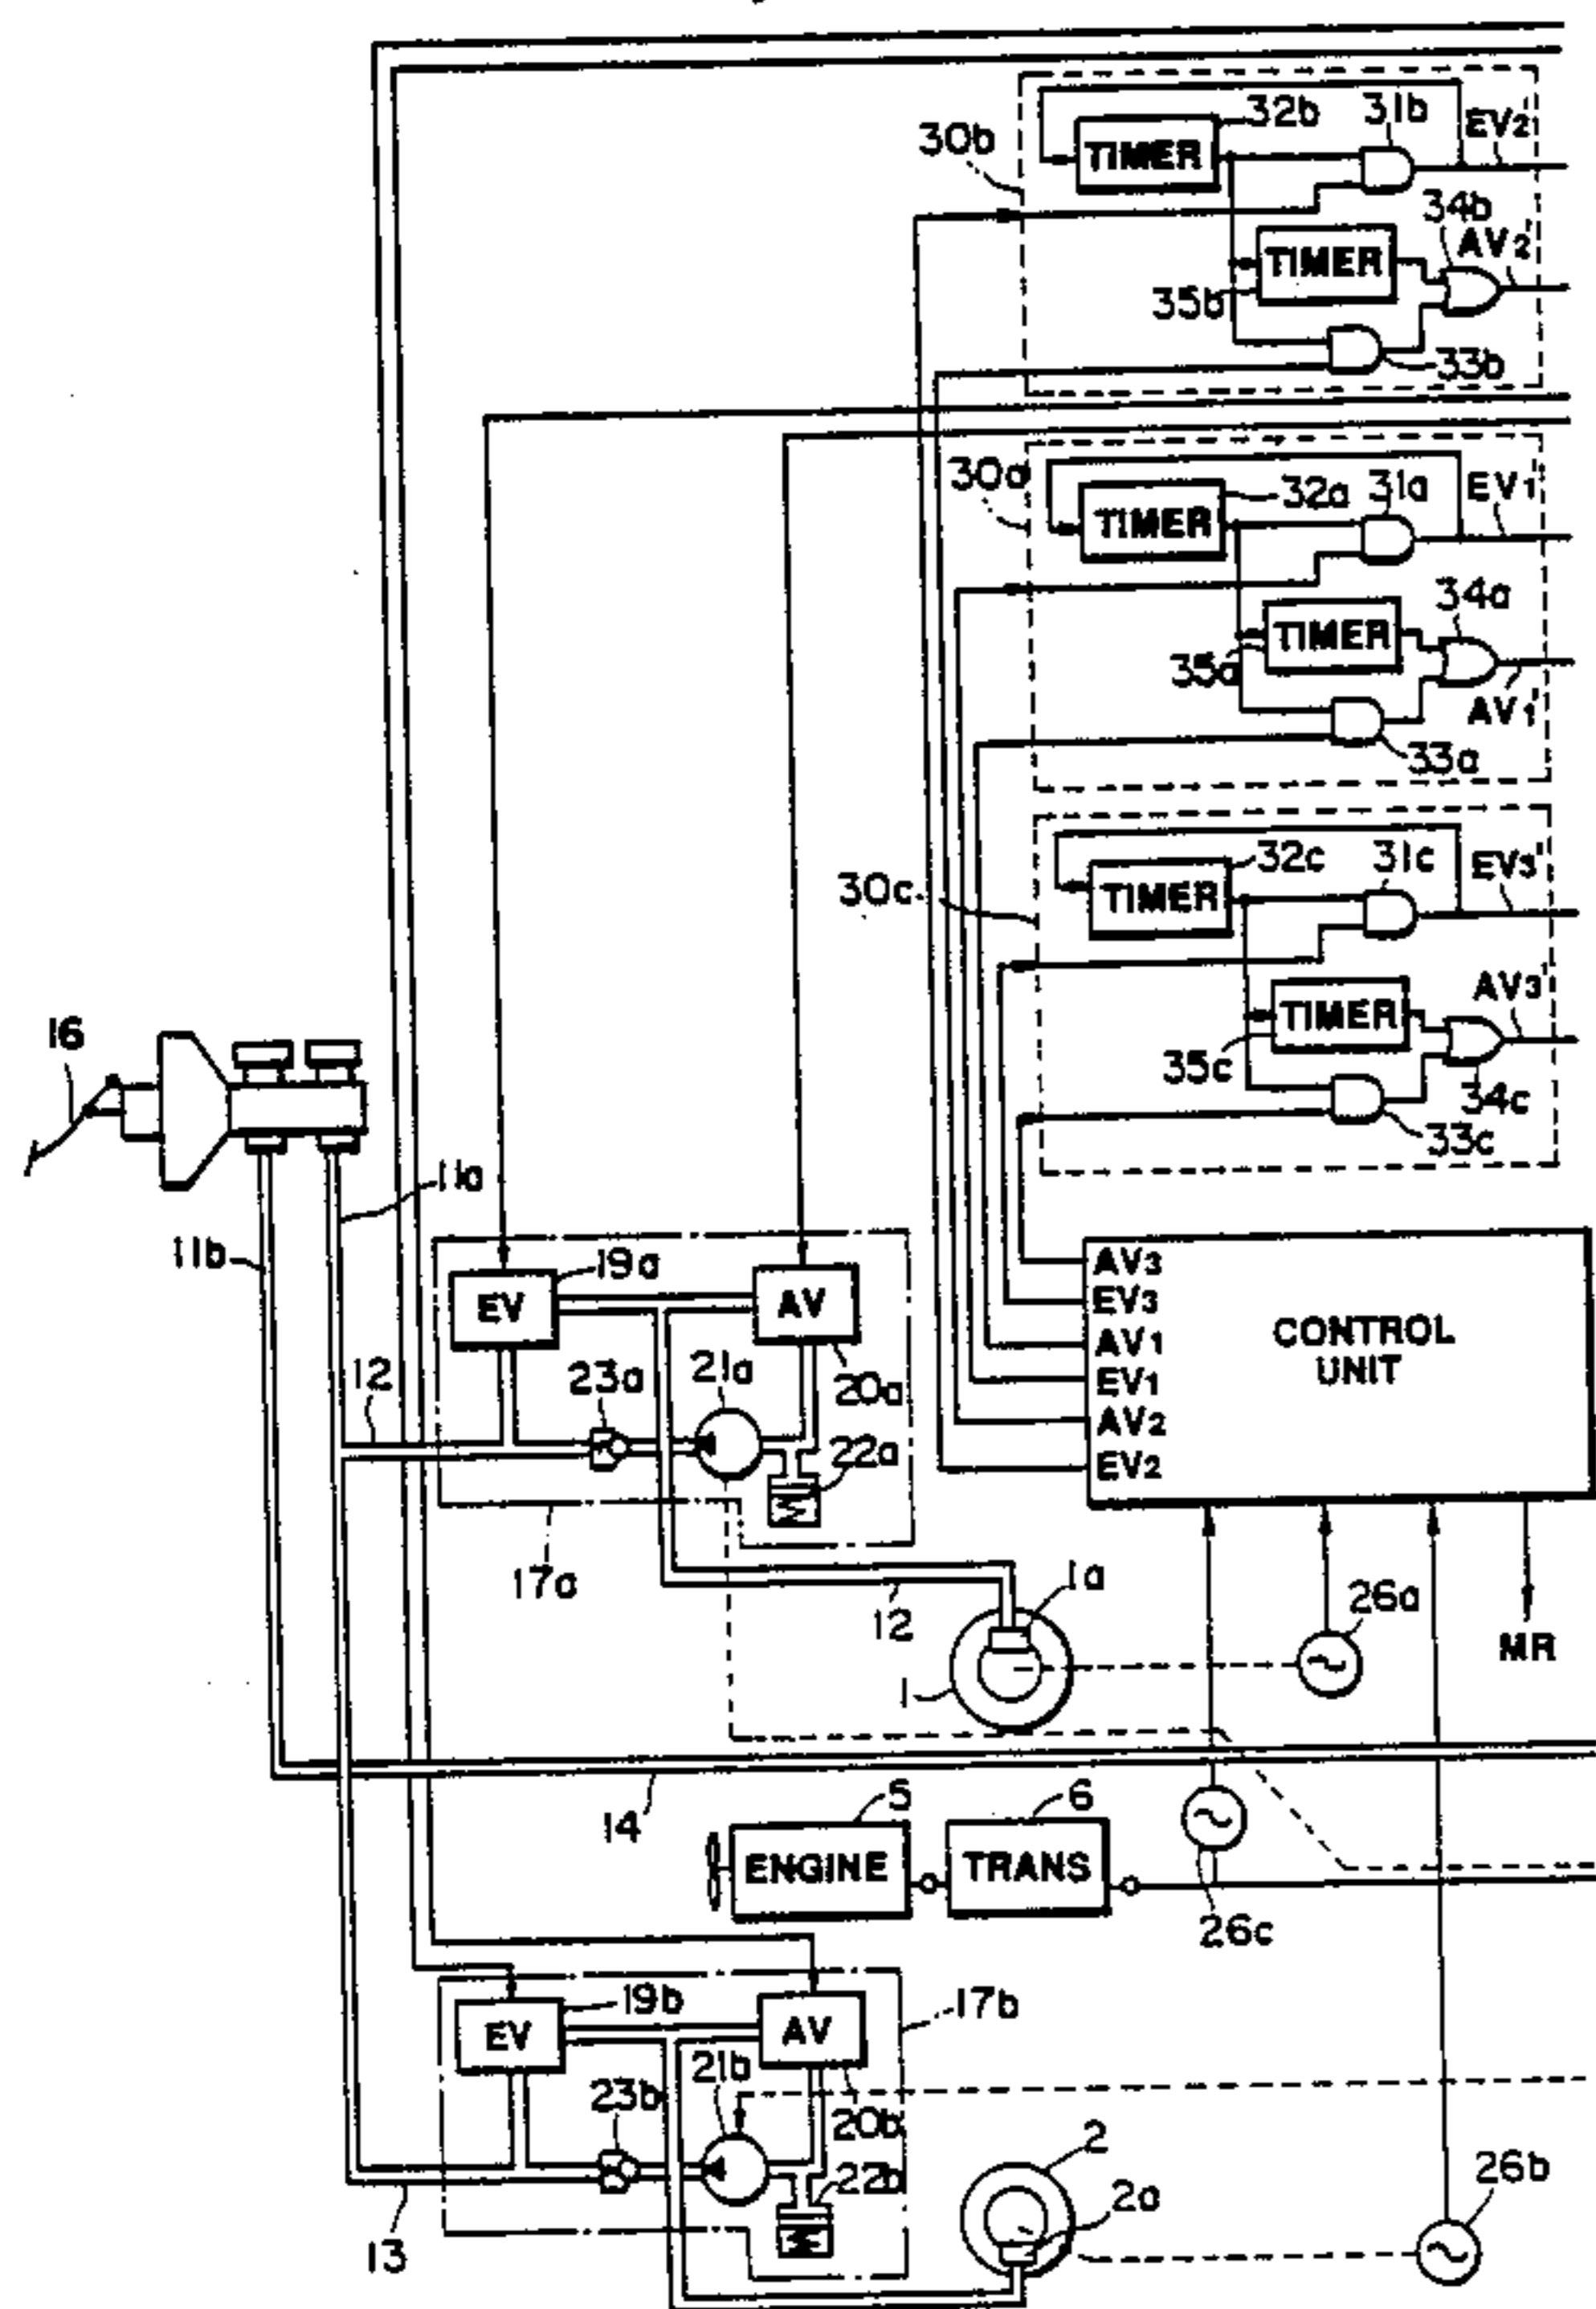 32b
31b
EV2'
30b
TIMER
34b
AV2'
TIMER
35b
33b
30a
32a
31a
EV1'
TIMER
34a
TIMER
35a
AV1'
33a
32c
31c
EV3'
30c
TIMER
AV3'
TIMER
35c
34c
33c
16
11a
11b
19a
EV
AV
AV3
EV3
AV1
EV1
AV2
EV2
CONTROL
UNIT
12
23a
21a
20a
22a
17a
12
1a
26a
MR
1
14
5
6
ENGINE
TRANS
26c
19b
17b
EV
AV
21b
23b
20b
2
22b
2a
26b
13